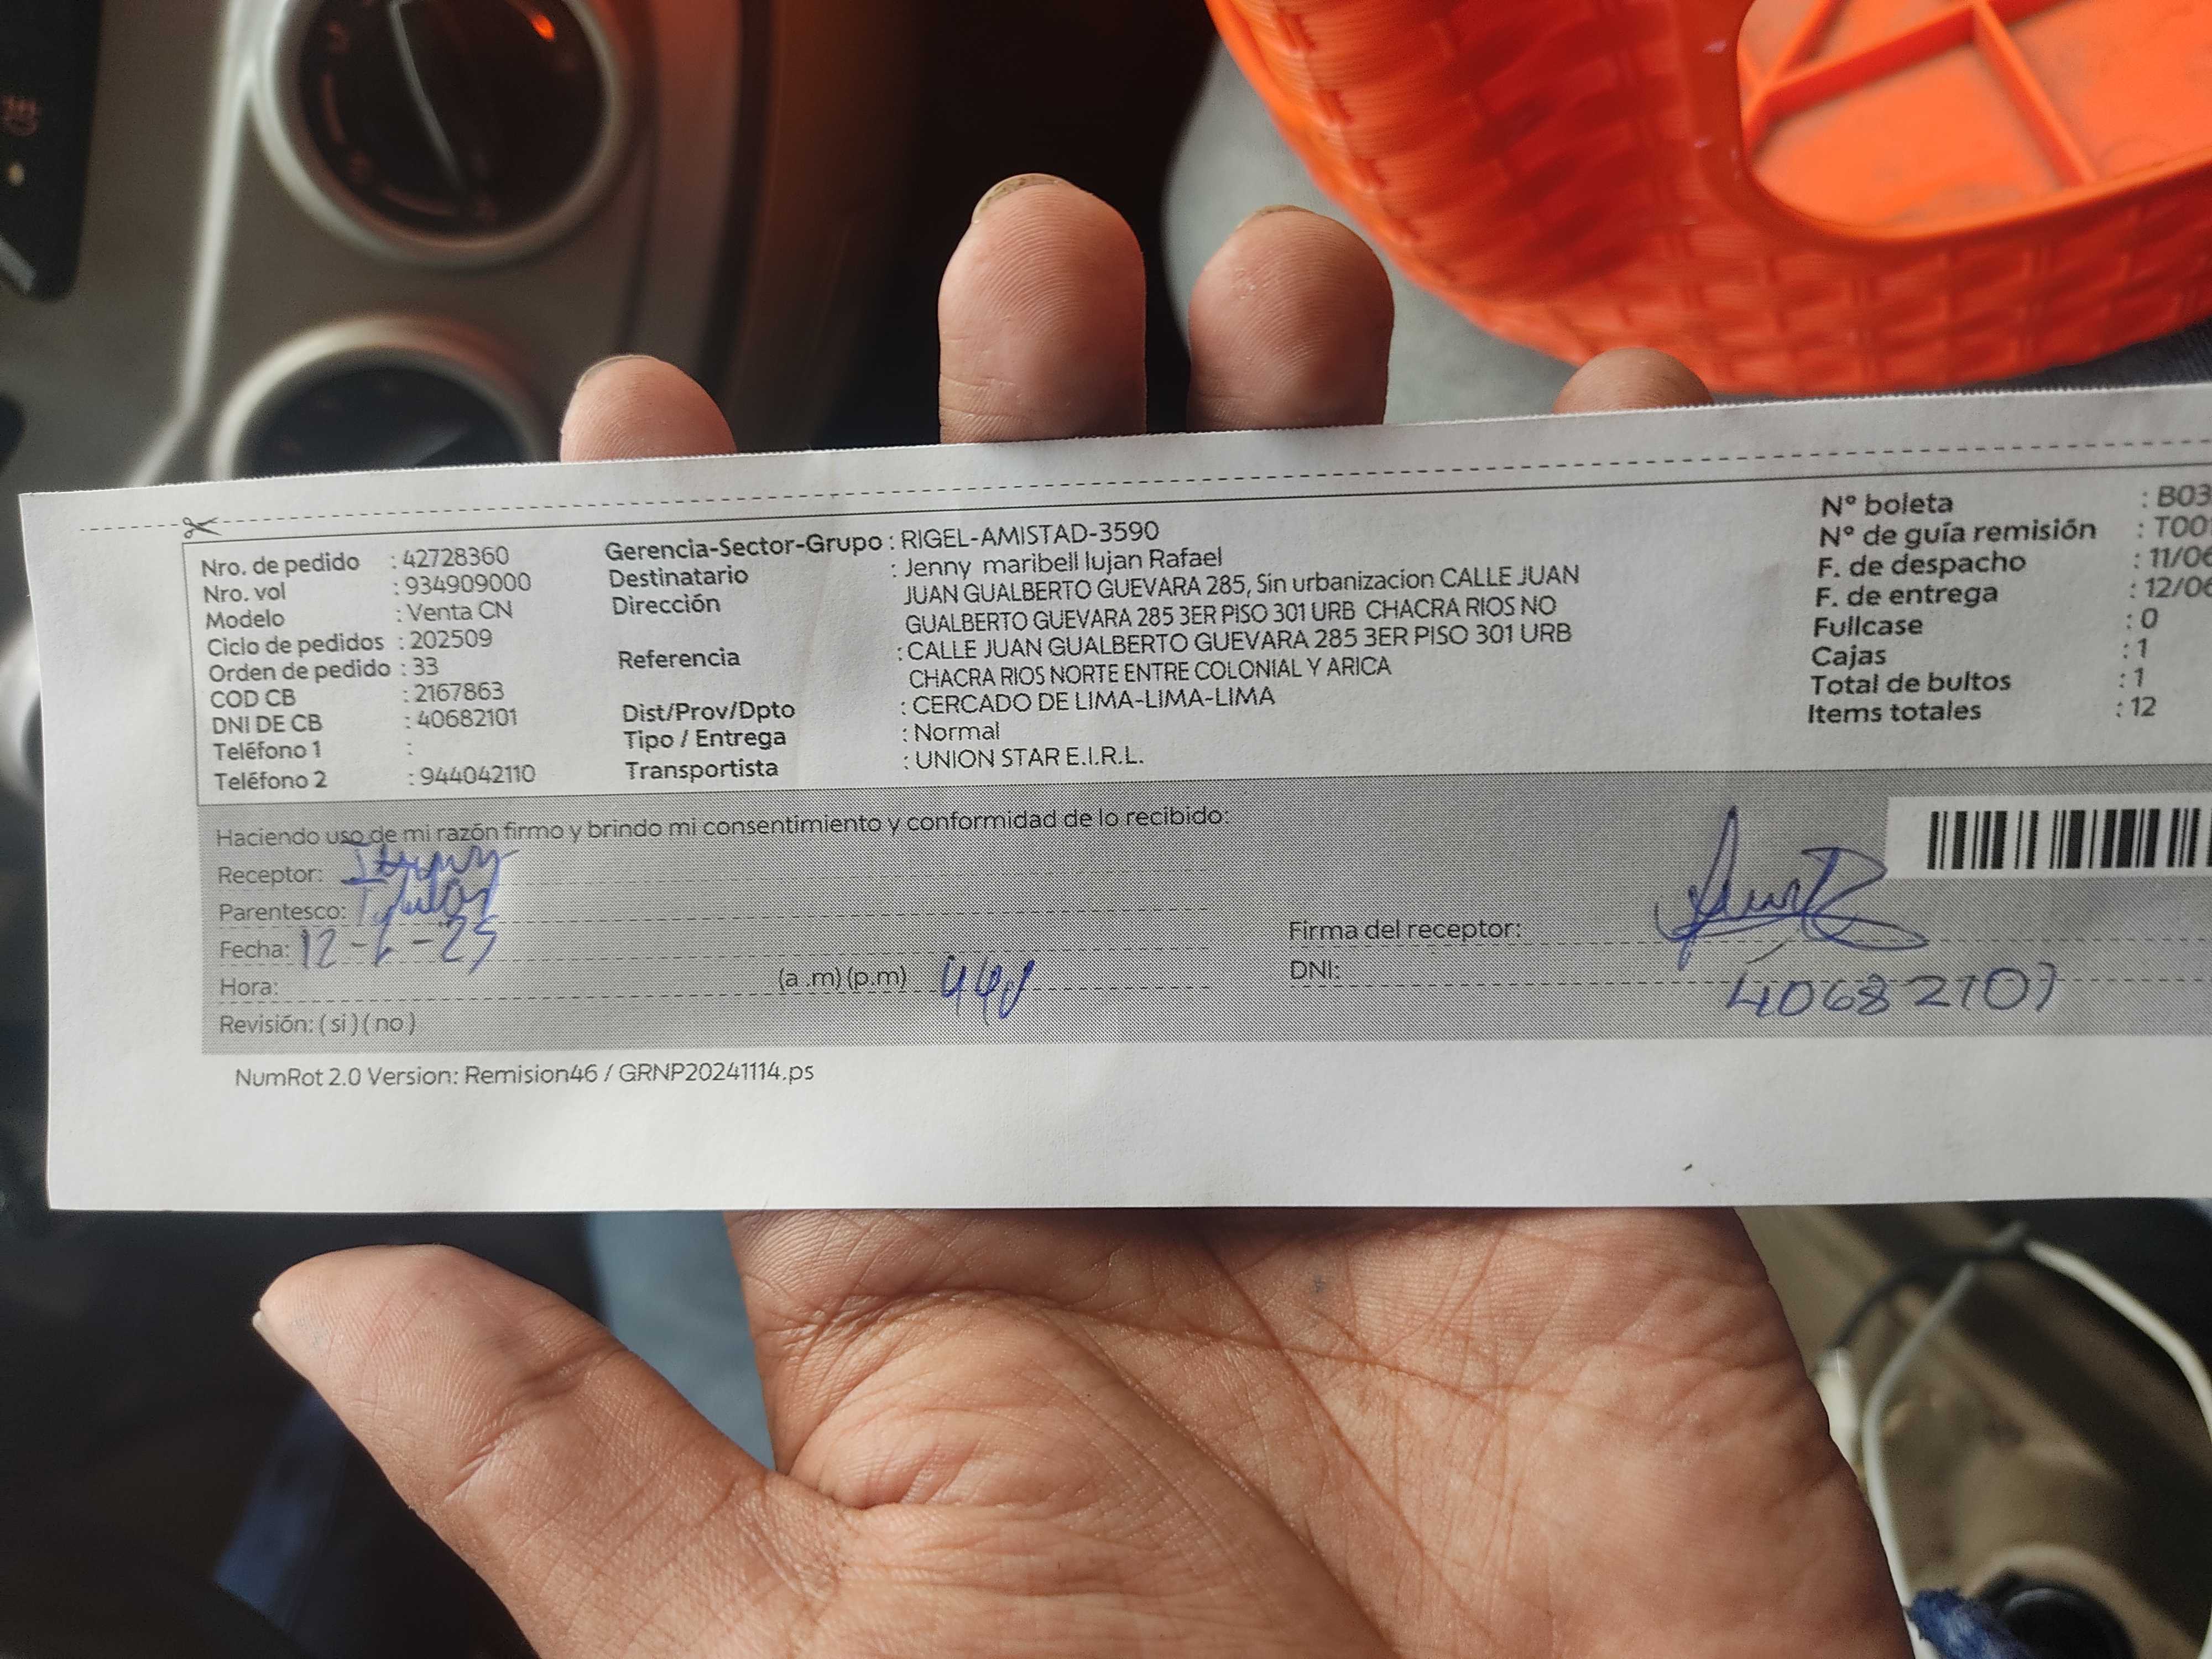 Nro. de pedido : 42728360
Nro. vol : 934909000
Modelo : Venta CN
Ciclo de pedidos : 202509
Orden de pedido : 33
COD CB : 2167863
DNI DE CB : 40682101
Teléfono 1 :
Teléfono 2 : 944042110
Gerencia-Sector-Grupo : RIGEL-AMISTAD-3590
Destinatario : Jenny maribell lujan Rafael
Dirección JUAN GUALBERTO GUEVARA 285, Sin urbanizacion CALLE JUAN
GUALBERTO GUEVARA 285 3ER PISO 301 URB CHACRA RIOS NO
Referencia : CALLE JUAN GUALBERTO GUEVARA 285 3ER PISO 301 URB
CHACRA RIOS NORTE ENTRE COLONIAL Y ARICA
Dist/Prov/Dpto : CERCADO DE LIMA-LIMA-LIMA
Tipo / Entrega : Normal
Transportista : UNION STAR E.I.R.L.
N° boleta : B03
N° de guía remisión : T00
F. de despacho : 11/06
F. de entrega : 12/06
Fullcase : 0
Cajas : 1
Total de bultos : 1
Items totales : 12
Haciendo uso de mi razón firmo y brindo mi consentimiento y conformidad de lo recibido:
Receptor:
Parentesco:
Fecha: 12-6-25
Hora: (a .m) (p.m)
Revisión: ( si ) ( no )
Firma del receptor:
DNI: 40682101
NumRot 2.0 Version: Remision46 / GRNP20241114.ps